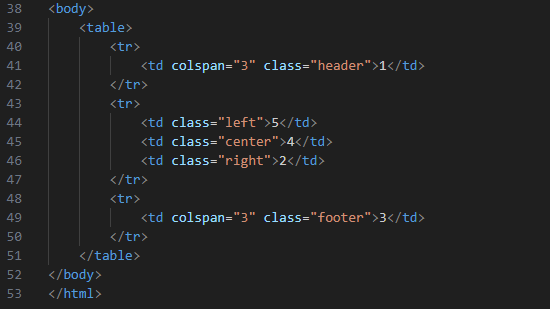 38 <body>
39     <table>
40         <tr>
41             <td colspan="3" class="header">1</td>
42         </tr>
43         <tr>
44             <td class="left">5</td>
45             <td class="center">4</td>
46             <td class="right">2</td>
47         </tr>
48         <tr>
49             <td colspan="3" class="footer">3</td>
50         </tr>
51     </table>
52 </body>
53 </html>